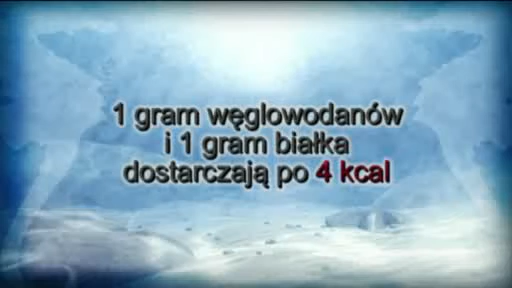 1 gram węglowodanów
i 1 gram białka
dostarczają po 4 kcal